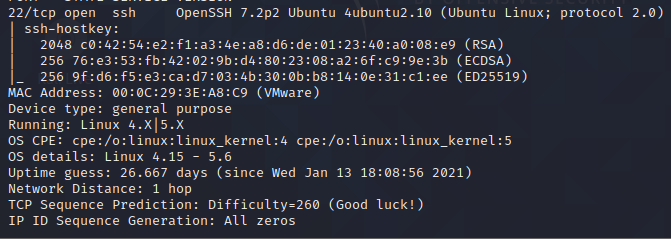 22/tcp open  ssh     OpenSSH 7.2p2 Ubuntu 4ubuntu2.10 (Ubuntu Linux; protocol 2.0)
| ssh-hostkey:
|   2048 c0:42:54:e2:f1:a3:4e:a8:d6:de:01:23:40:a0:08:e9 (RSA)
|   256 76:e3:53:fb:42:02:9b:d4:80:23:08:a2:6f:c9:9e:3b (ECDSA)
|_  256 9f:d6:f5:e3:ca:d7:03:4b:30:0b:b8:14:0e:31:c1:ee (ED25519)
MAC Address: 00:0C:29:3E:A8:C9 (VMware)
Device type: general purpose
Running: Linux 4.X|5.X
OS CPE: cpe:/o:linux:linux_kernel:4 cpe:/o:linux:linux_kernel:5
OS details: Linux 4.15 - 5.6
Uptime guess: 26.667 days (since Wed Jan 13 18:08:56 2021)
Network Distance: 1 hop
TCP Sequence Prediction: Difficulty=260 (Good luck!)
IP ID Sequence Generation: All zeros